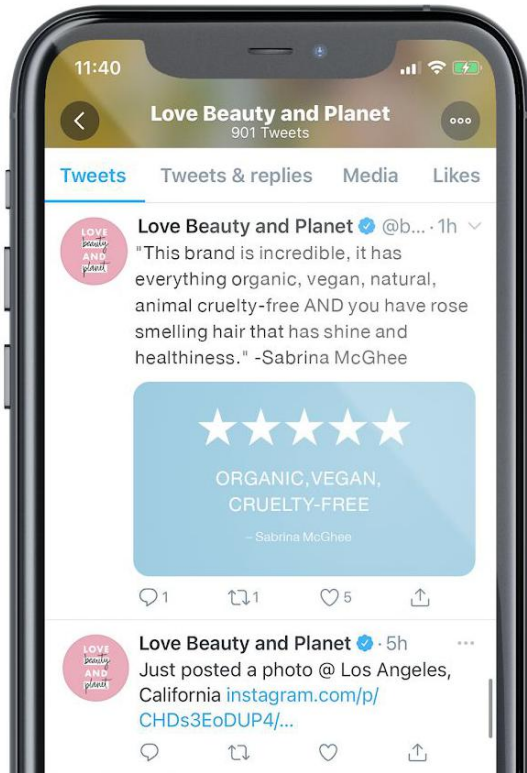 11:40
Love Beauty and Planet
901 Tweets
Tweets
Tweets & replies
Media
Likes
LOVE
beauty
AND
planet
Love Beauty and Planet @b... · 1h
"This brand is incredible, it has
everything organic, vegan, natural,
animal cruelty-free AND you have rose
smelling hair that has shine and
healthiness." -Sabrina McGhee
ORGANIC,VEGAN,
CRUELTY-FREE
– Sabrina McGhee
1
1
5
LOVE
beauty
AND
planet
Love Beauty and Planet · 5h
Just posted a photo @ Los Angeles,
California instagram.com/p/
CHDs3EoDUP4/...